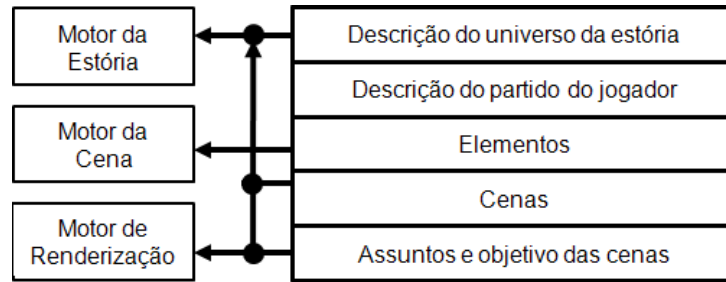 Motor da
Estória
Descrição do universo da estória
Descrição do partido do jogador
Motor da
Cena
Elementos
Cenas
Motor de
Renderização
Assuntos e objetivo das cenas